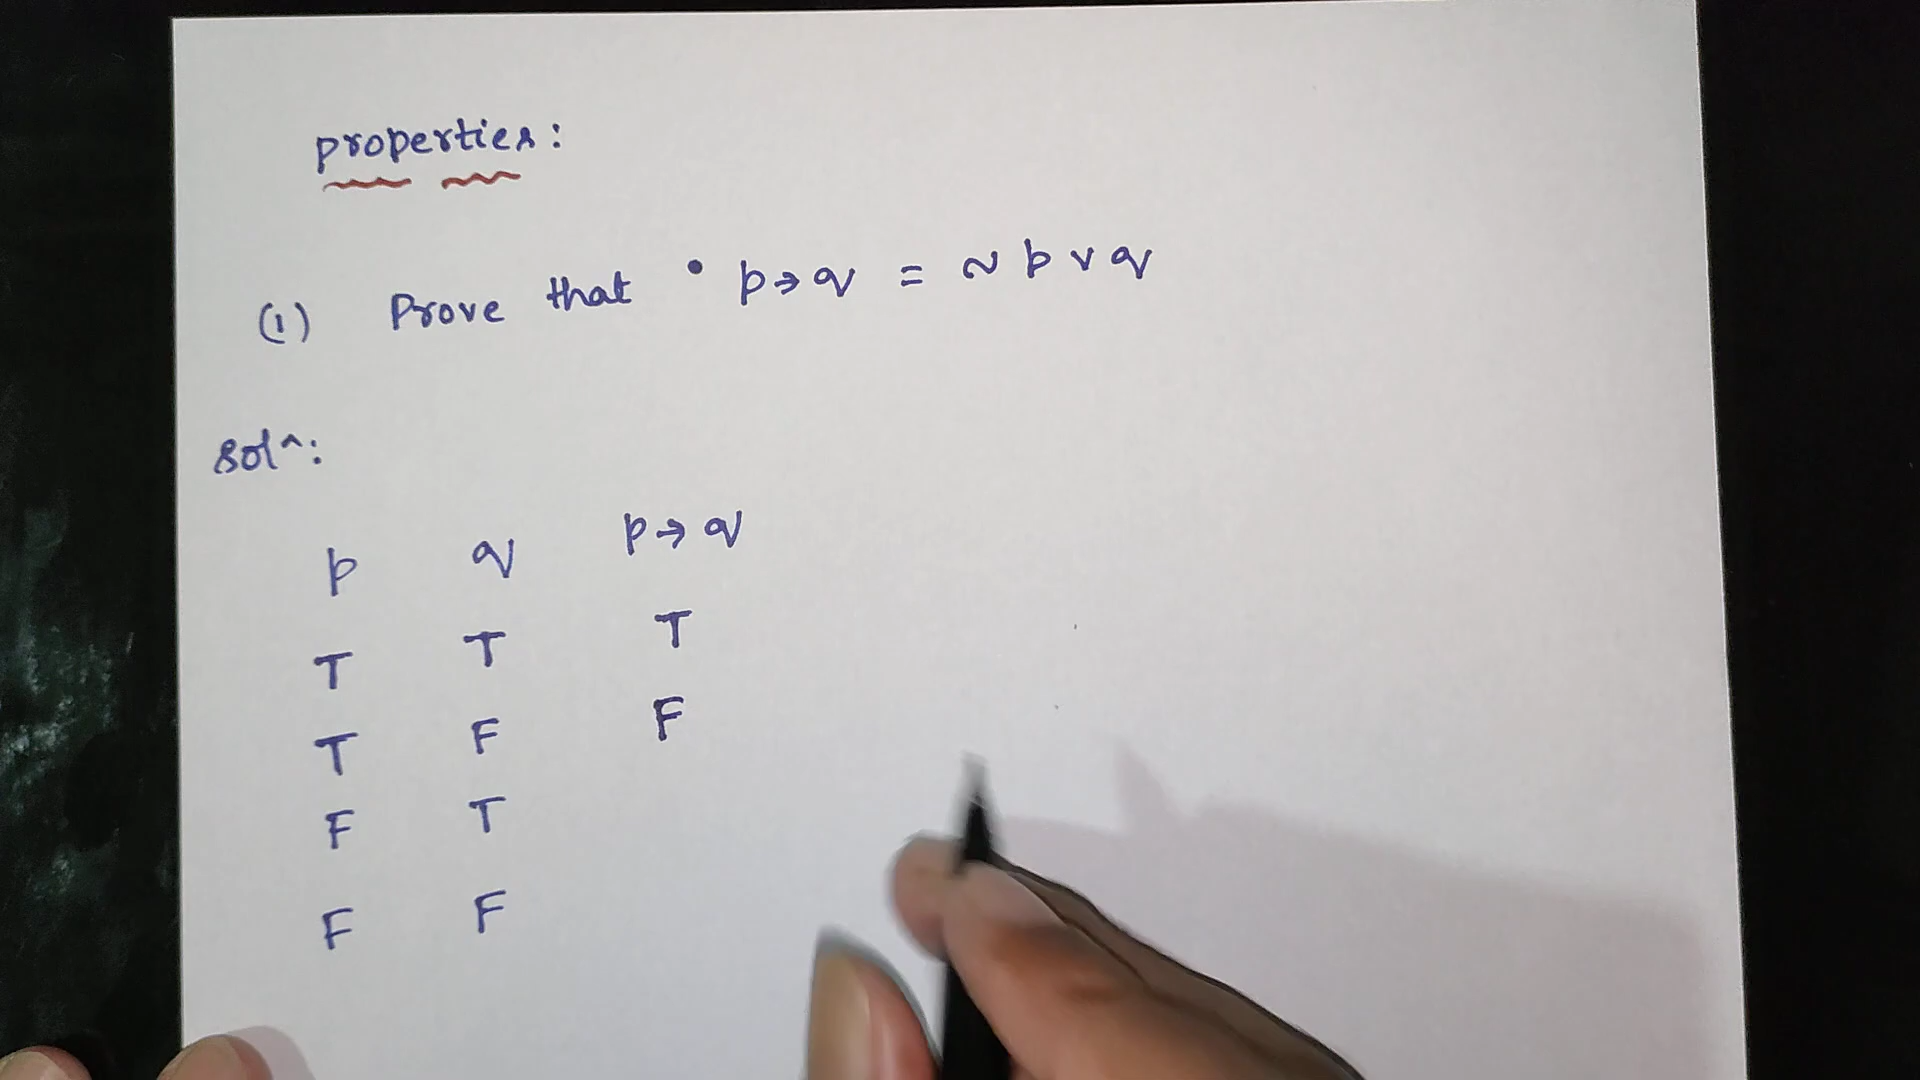 properties:
(1) Prove that • p→q = ~ p ∨ q
Sol^:
p q p→q
T T T
T F F
F T
F F